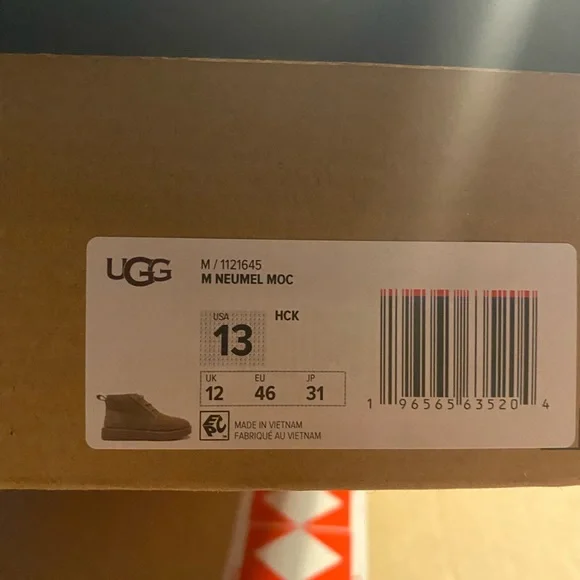 UGG
M / 1121645
M NEUMEL MOC
USA
13
HCK
UK EU JP
12 46 31
MADE IN VIETNAM
FABRIQUÉ AU VIETNAM
1 96565 63520 4